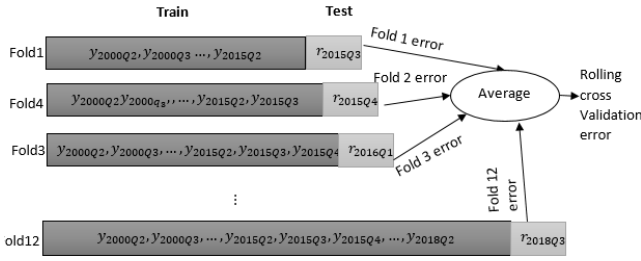 Train Test
Fold1 y2000Q2, y2000Q3 ..., y2015Q2 r2015Q3 Fold 1 error
Fold4 y2000Q2y2000q3,, ..., y2015Q2, y2015Q3 r2015Q4 Fold 2 error
Fold3 y2000Q2, y2000Q3, ..., y2015Q2, y2015Q3, y2015Q4 r2016Q1 Fold 3 error
Average
Rolling
cross
Validation
error
⋮
Fold 12
error
old12 y2000Q2, y2000Q3, ..., y2015Q2, y2015Q3, y2015Q4, ..., y2018Q2 r2018Q3